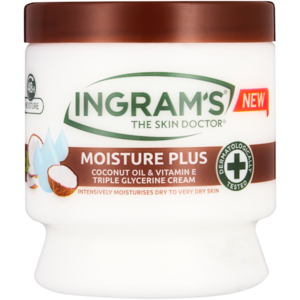 INGRAM'S®
THE SKIN DOCTOR®
NEW
MOISTURE
MOISTURE PLUS
COCONUT OIL & VITAMIN E
TRIPLE GLYCERINE CREAM
INTENSIVELY MOISTURISES DRY TO VERY DRY SKIN
DERMATOLOGICALLY
TESTED